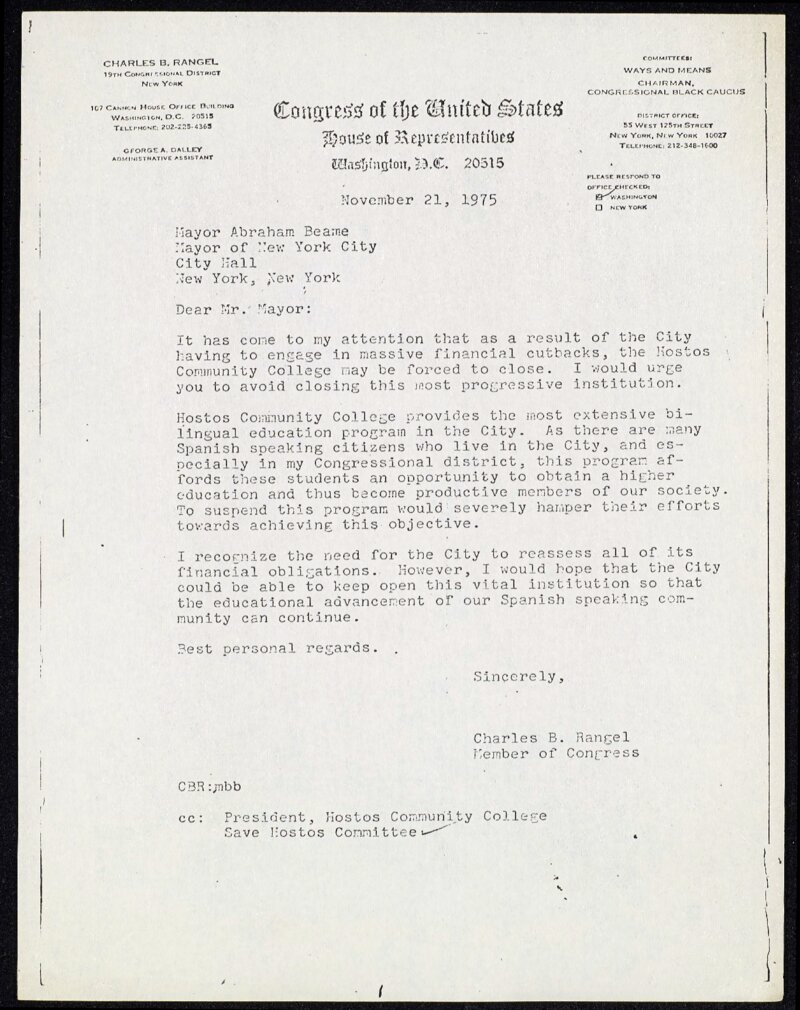 CHARLES B. RANGEL
19TH CONGRESSIONAL DISTRICT
NEW YORK
107 CANNON HOUSE OFFICE BUILDING
WASHINGTON, D.C. 20515
TELEPHONE: 202-225-4365
GEORGE A. DALLEY
ADMINISTRATIVE ASSISTANT
Congress of the United States
House of Representatives
Washington, D.C. 20515
COMMITTEES:
WAYS AND MEANS
CHAIRMAN,
CONGRESSIONAL BLACK CAUCUS
DISTRICT OFFICE:
55 WEST 125TH STREET
NEW YORK, NEW YORK 10027
TELEPHONE: 212-348-1600
PLEASE RESPOND TO
OFFICE CHECKED:
WASHINGTON
NEW YORK
November 21, 1975
Mayor Abraham Beame
Mayor of New York City
City Hall
New York, New York
Dear Mr. Mayor:
It has come to my attention that as a result of the City
having to engage in massive financial cutbacks, the Hostos
Community College may be forced to close. I would urge
you to avoid closing this most progressive institution.
Hostos Community College provides the most extensive bi-
lingual education program in the City. As there are many
Spanish speaking citizens who live in the City, and es-
pecially in my Congressional district, this program af-
fords these students an opportunity to obtain a higher
education and thus become productive members of our society.
To suspend this program would severely hamper their efforts
towards achieving this objective.
I recognize the need for the City to reassess all of its
financial obligations. However, I would hope that the City
could be able to keep open this vital institution so that
the educational advancement of our Spanish speaking com-
munity can continue.
Best personal regards.
Sincerely,
Charles B. Rangel
Member of Congress
CBR:mbb
cc: President, Hostos Community College
Save Hostos Committee